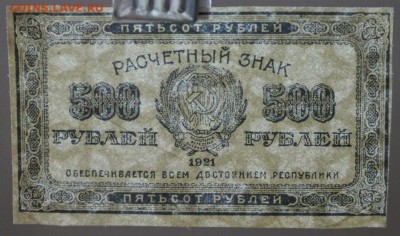 COINS.LAVE.RU
ПЯТЬСОТ РУБЛЕЙ
РАСЧЕТНЫЙ ЗНАК
500 500
РУБЛЕЙ РУБЛЕЙ
1921
ОБЕСПЕЧИВАЕТСЯ ВСЕМ ДОСТОЯНИЕМ РЕСПУБЛИКИ
ПЯТЬСОТ РУБЛЕЙ